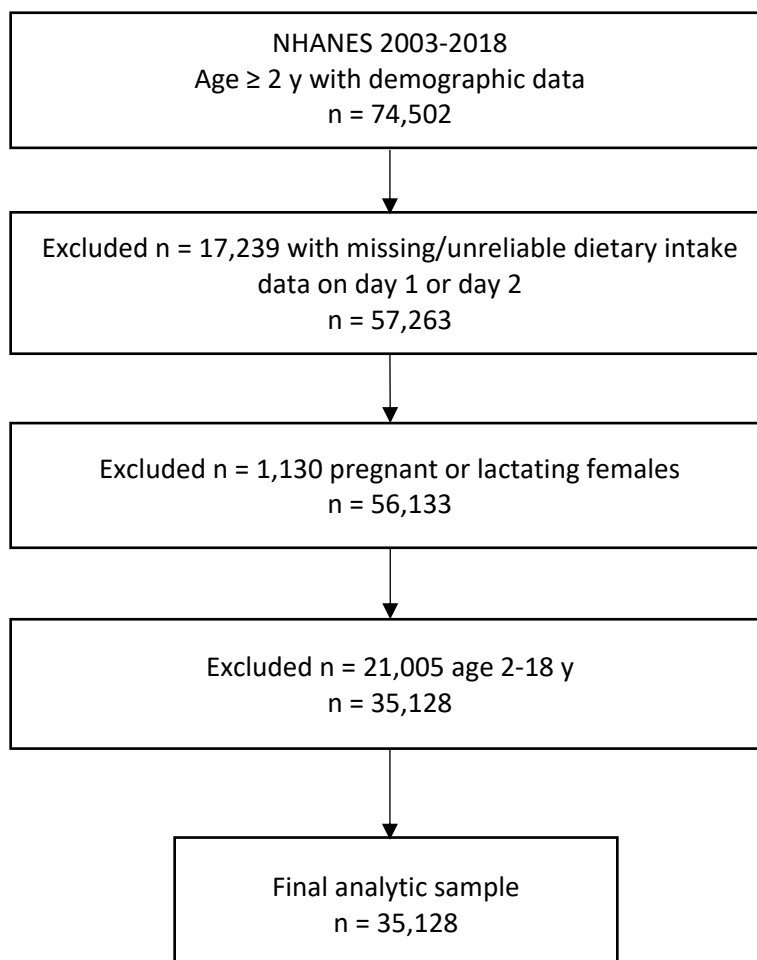 NHANES 2003-2018
Age ≥ 2 y with demographic data
n = 74,502
Excluded n = 17,239 with missing/unreliable dietary intake
data on day 1 or day 2
n = 57,263
Excluded n = 1,130 pregnant or lactating females
n = 56,133
Excluded n = 21,005 age 2-18 y
n = 35,128
Final analytic sample
n = 35,128